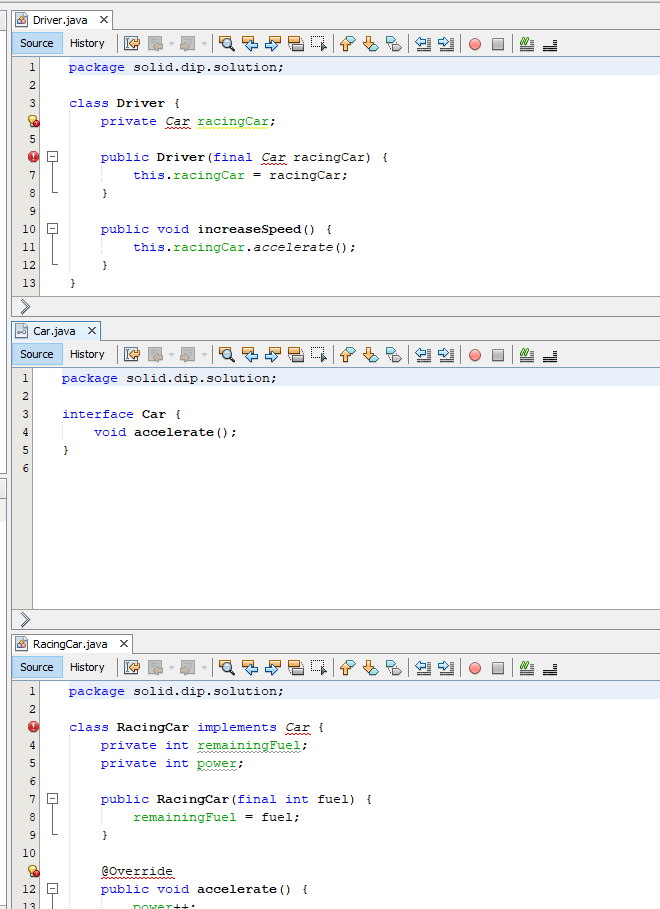 Driver.java
Source History
1 package solid.dip.solution;
2
3 class Driver {
private Car racingCar;
5
public Driver(final Car racingCar) {
7 this.racingCar = racingCar;
8 }
9
10 public void increaseSpeed() {
11 this.racingCar.accelerate();
12 }
13 }
Car.java
Source History
1 package solid.dip.solution;
2
3 interface Car {
4 void accelerate();
5 }
6
RacingCar.java
Source History
1 package solid.dip.solution;
2
class RacingCar implements Car {
4 private int remainingFuel;
5 private int power;
6
7 public RacingCar(final int fuel) {
8 remainingFuel = fuel;
9 }
10
@Override
12 public void accelerate() {
13 power++;